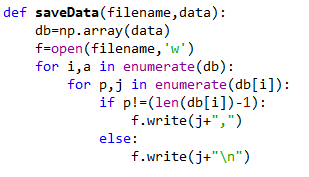 def saveData(filename,data):
    db=np.array(data)
    f=open(filename,'w')
    for i,a in enumerate(db):
        for p,j in enumerate(db[i]):
            if p!=(len(db[i])-1):
                f.write(j+",")
            else:
                f.write(j+"\n")